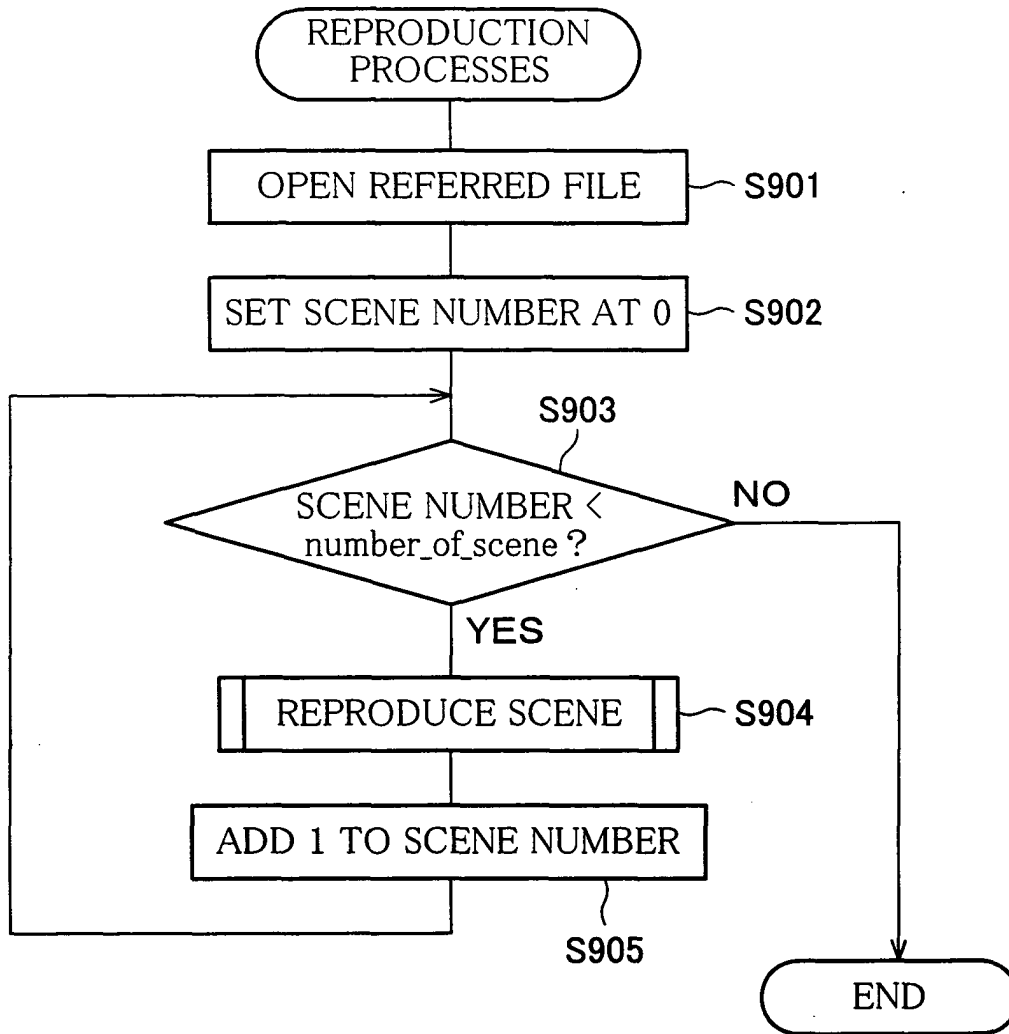 REPRODUCTION
PROCESSES
OPEN REFERRED FILE
S901
SET SCENE NUMBER AT 0
S902
S903
SCENE NUMBER <
number_of_scene ?
NO
YES
REPRODUCE SCENE
S904
ADD 1 TO SCENE NUMBER
S905
END